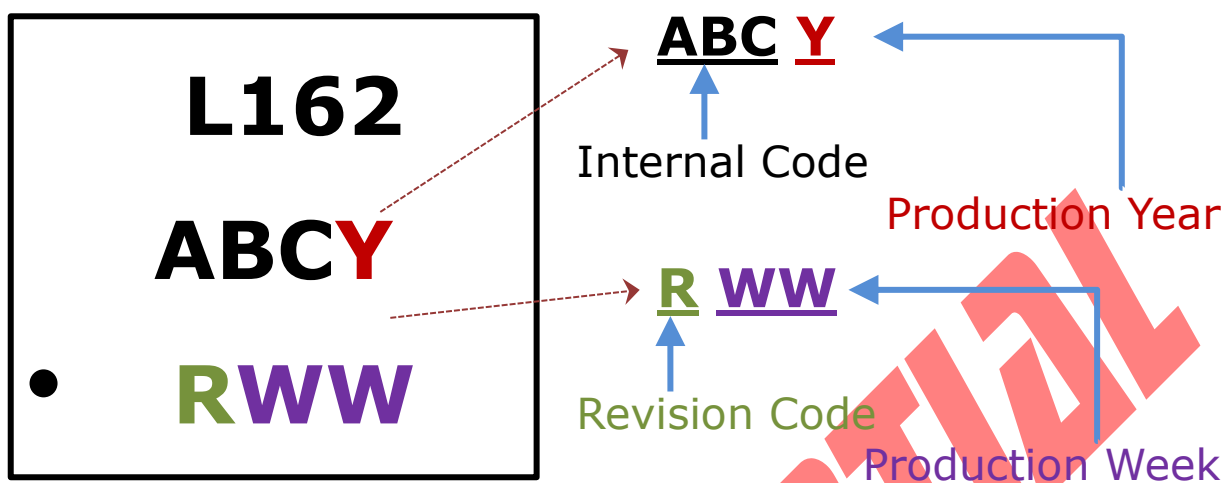 L162
ABCY
RWW
ABC Y
Internal Code
Production Year
R WW
Revision Code
Production Week